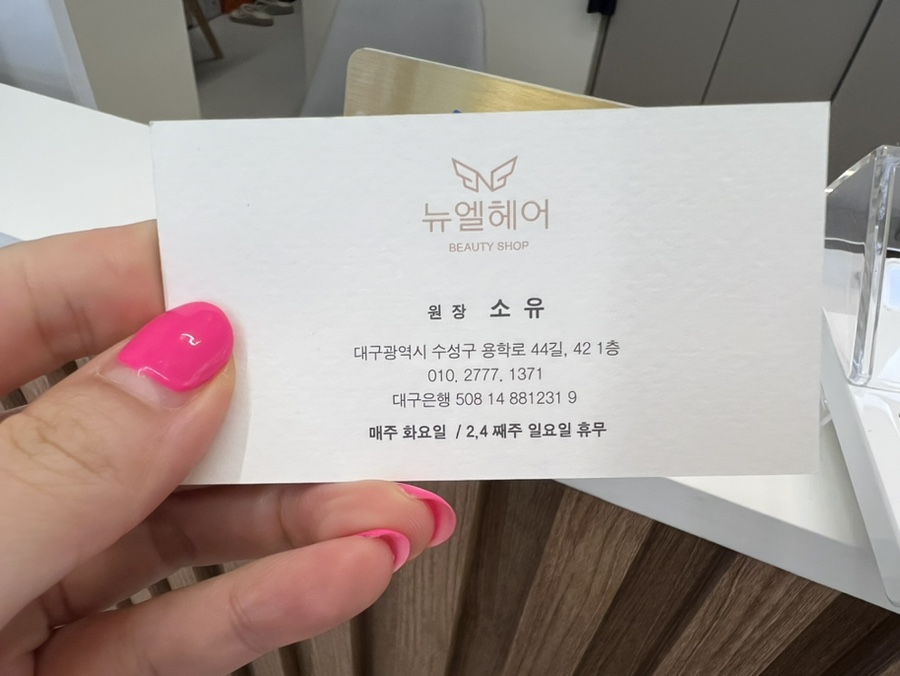 뉴엘헤어
BEAUTY SHOP
원장 소유
대구광역시 수성구 용학로 44길, 42 1층
010. 2777. 1371
대구은행 508 14 881231 9
매주 화요일 / 2,4 째주 일요일 휴무